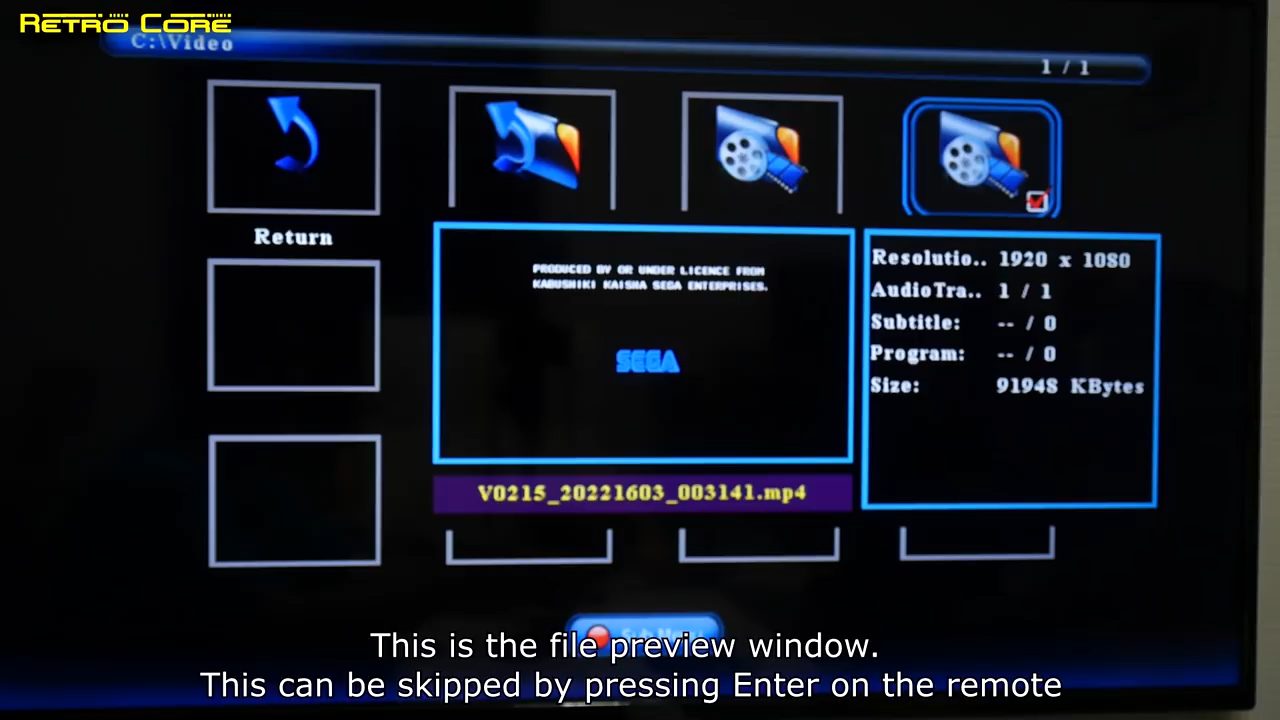 RETRO CORE
C:\Video
1 / 1
Return
PRODUCED BY OR UNDER LICENCE FROM
KABUSHIKI KAISHA SEGA ENTERPRISES.
SEGA
Resolutio.. 1920 x 1080
AudioTra.. 1 / 1
Subtitle: -- / 0
Program: -- / 0
Size: 91948 KBytes
V0215_20221603_003141.mp4
This is the file preview window.
This can be skipped by pressing Enter on the remote